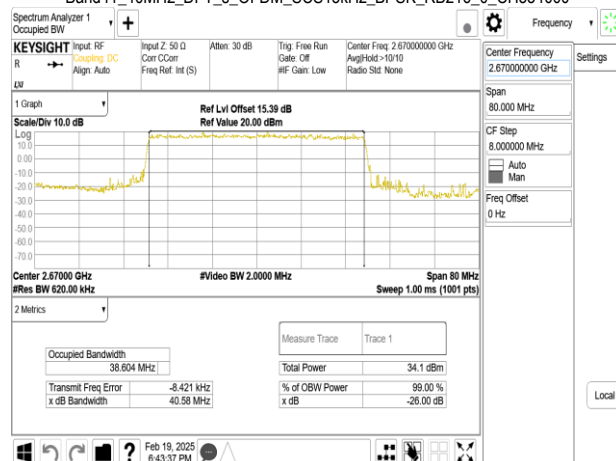 Spectrum Analyzer 1
Occupied BW
Frequency
Settings
KEYSIGHT
R
Input: RF
Coupling: DC
Align: Auto
Input Z: 50 Ω
Corr CCorr
Freq Ref: Int (S)
Atten: 30 dB
Trig: Free Run
Gate: Off
#IF Gain: Low
Center Freq: 2.670000000 GHz
Avg|Hold:>10/10
Radio Std: None
Center Frequency
2.670000000 GHz
Span
80.000 MHz
CF Step
8.000000 MHz
Auto
Man
Freq Offset
0 Hz
Local
1 Graph
Scale/Div 10.0 dB
Ref Lvl Offset 15.39 dB
Ref Value 20.00 dBm
Log
10.0
0.00
-10.0
-20.0
-30.0
-40.0
-50.0
-60.0
-70.0
Center 2.67000 GHz
#Video BW 2.0000 MHz
Span 80 MHz
#Res BW 620.00 kHz
Sweep 1.00 ms (1001 pts)
2 Metrics
Measure Trace
Trace 1
Occupied Bandwidth
38.604 MHz
Total Power
34.1 dBm
Transmit Freq Error
-8.421 kHz
% of OBW Power
99.00 %
x dB Bandwidth
40.58 MHz
x dB
-26.00 dB
?
Feb 19, 2025
6:43:37 PM